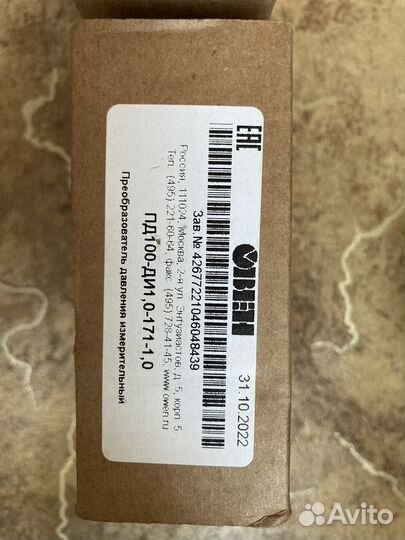 EAC
ОВЕН
31.10.2022
Зав.№ 42677221046048439
Россия, 111024, Москва, 2-я ул. Энтузиастов, д. 5, корп. 5
Тел. (495) 221-60-64, факс (495) 728-41-45, www.owen.ru
ПД100-ДИ1,0-171-1,0
Преобразователь давления измерительный
Avito